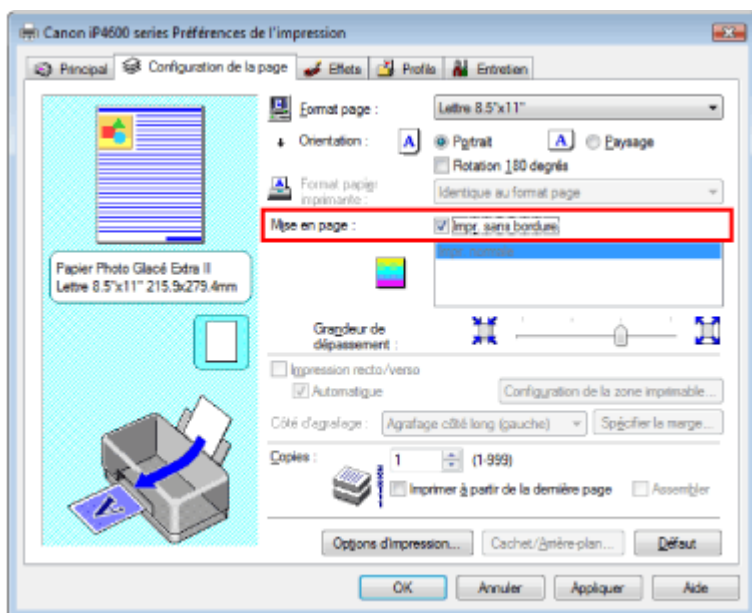 Canon iP4600 series Préférences de l'impression
Principal Configuration de la page Effets Profils Entretien
Format page : Lettre 8.5"x11"
Orientation : A Portrait A Paysage
Rotation 180 degrés
Format papier imprimante : Identique au format page
Mise en page : Impr. sans bordure
Impr. normale
Papier Photo Glacé Extra II
Lettre 8.5"x11" 215.9x279.4mm
Grandeur de dépassement :
Impression recto/verso
Automatique Configuration de la zone imprimable...
Côté d'agrafage : Agrafage côté long (gauche) Spécifier la marge...
Copies : 1 (1-999)
Imprimer à partir de la dernière page Assembler
Options d'impression... Cachet/Arrière-plan... Défaut
OK Annuler Appliquer Aide